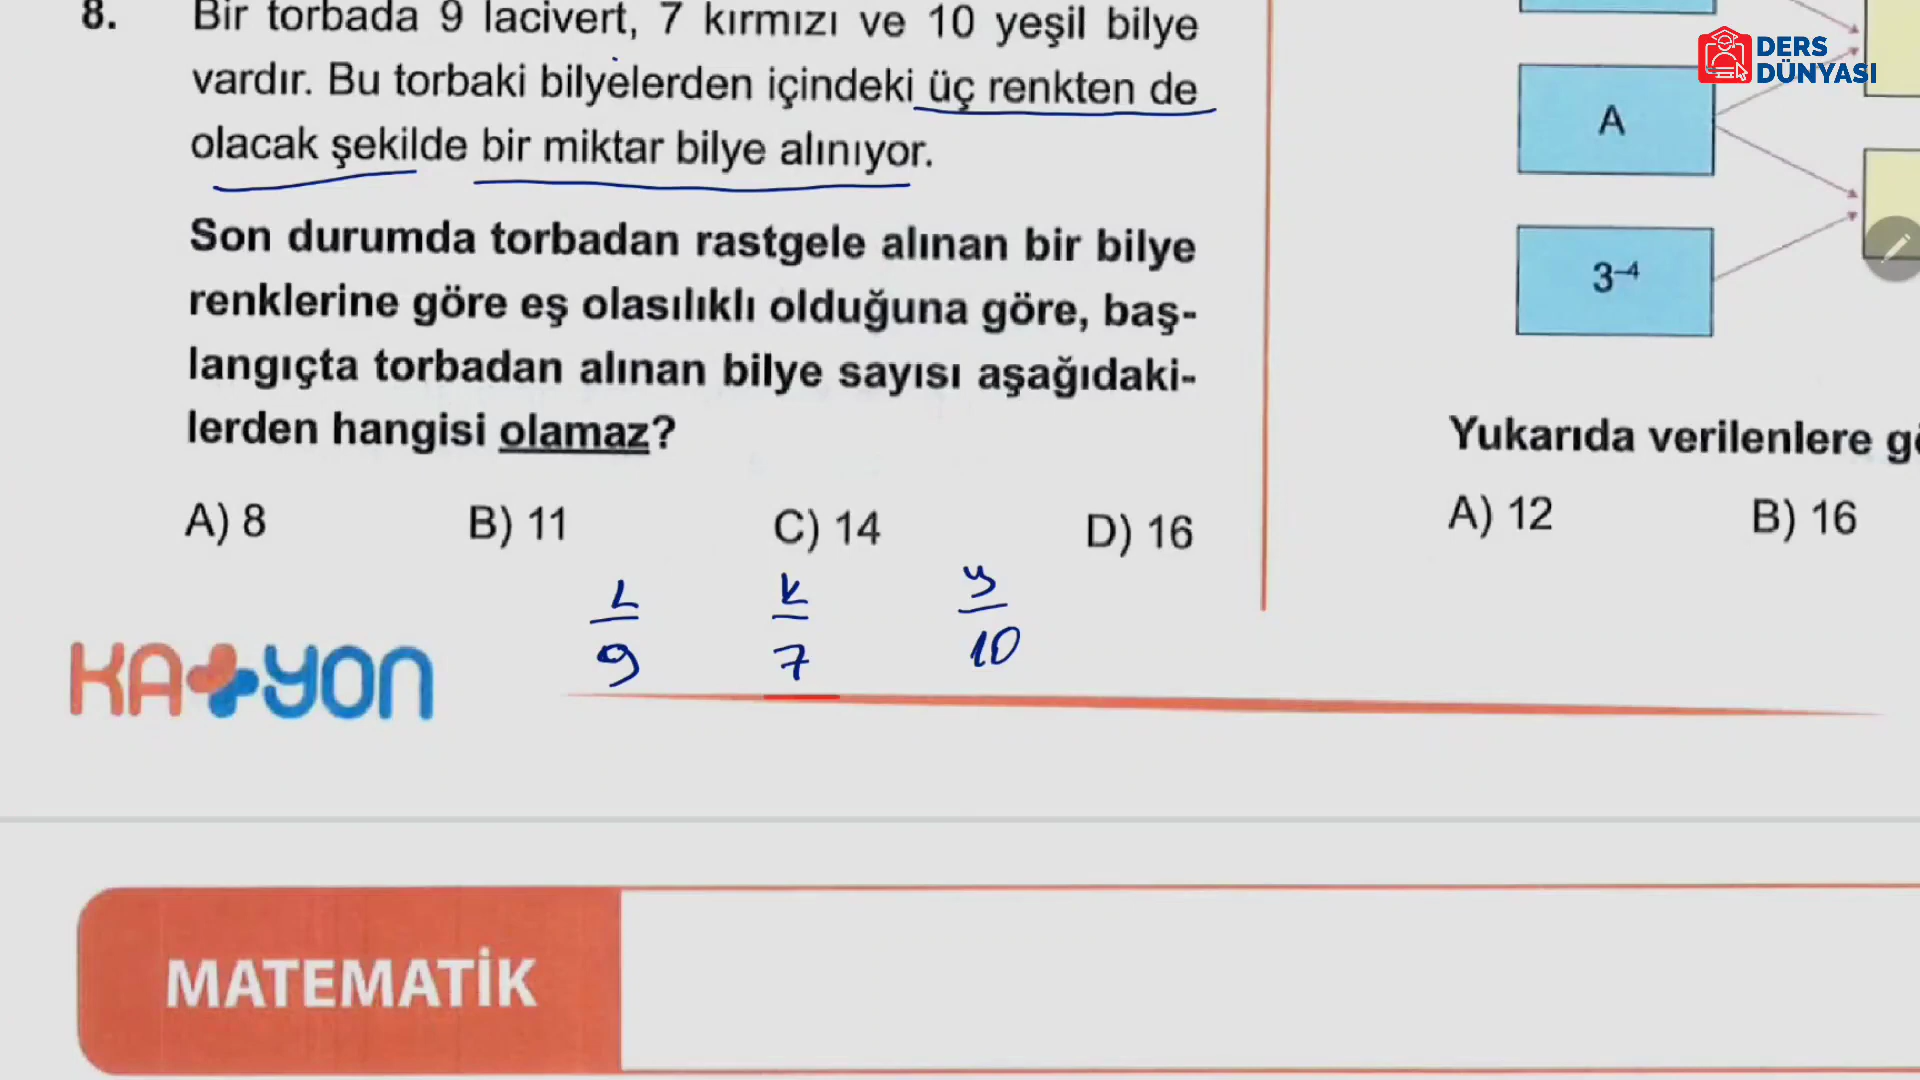 8. Bir torbada 9 lacivert, 7 kırmızı ve 10 yeşil bilye
vardır. Bu torbaki bilyelerden içindeki üç renkten de
olacak şekilde bir miktar bilye alınıyor.
Son durumda torbadan rastgele alınan bir bilye
renklerine göre eş olasılıklı olduğuna göre, baş-
langıçta torbadan alınan bilye sayısı aşağıdaki-
lerden hangisi olamaz?
A) 8 B) 11 C) 14 D) 16
L K y
9 7 10
KATYON
MATEMATİK
DERS
DÜNYASI
A
3⁻⁴
Yukarıda verilenlere
A) 12 B) 16